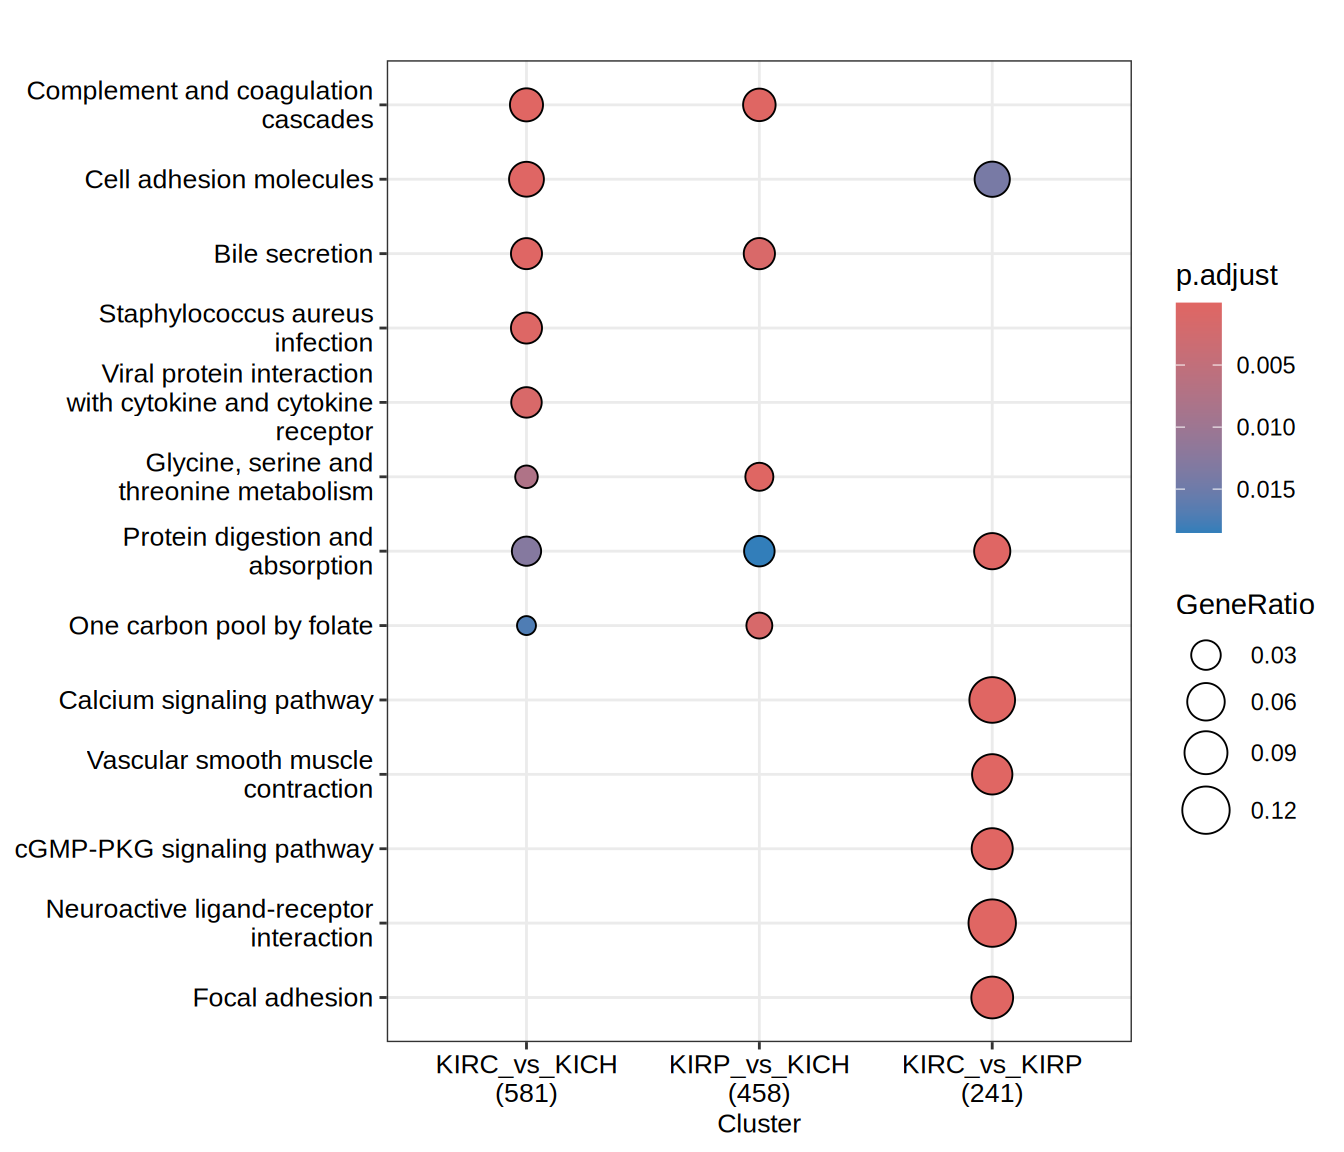 Complement and coagulation
cascades
Cell adhesion molecules
Bile secretion
Staphylococcus aureus
infection
Viral protein interaction
with cytokine and cytokine
receptor
Glycine, serine and
threonine metabolism
Protein digestion and
absorption
One carbon pool by folate
Calcium signaling pathway
Vascular smooth muscle
contraction
cGMP-PKG signaling pathway
Neuroactive ligand-receptor
interaction
Focal adhesion
KIRC_vs_KICH
(581)
KIRP_vs_KICH
(458)
KIRC_vs_KIRP
(241)
Cluster
p.adjust
0.005
0.010
0.015
GeneRatio
0.03
0.06
0.09
0.12